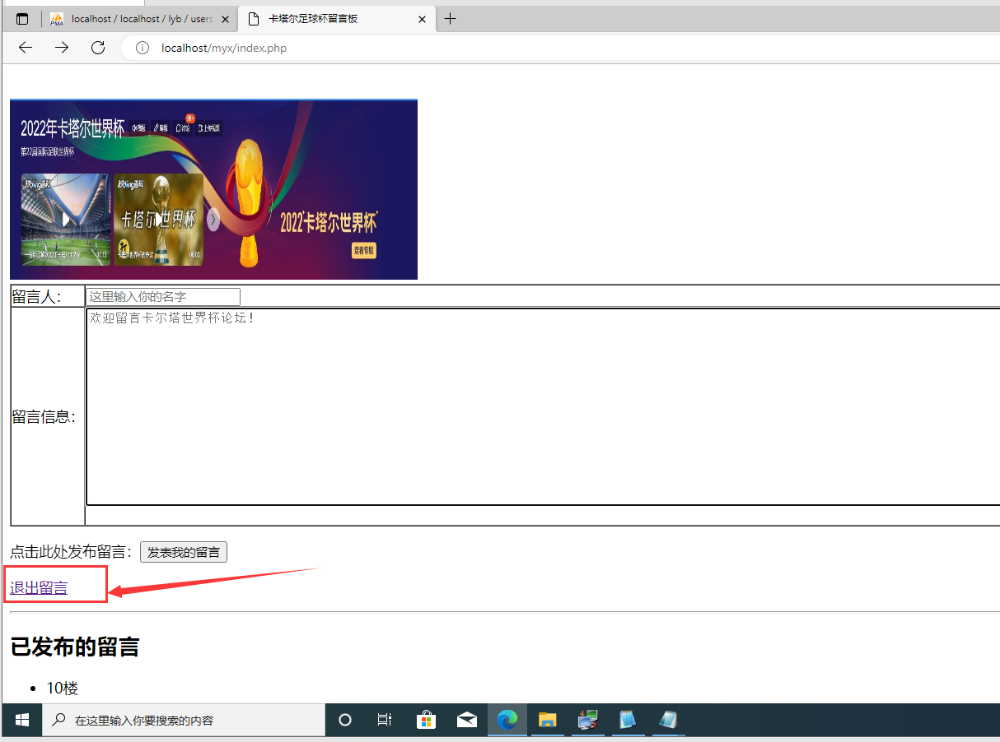 localhost / localhost / lyb / users
卡塔尔足球杯留言板
localhost/myx/index.php
2022年卡塔尔世界杯
第22届国际足联世界杯
卡塔尔世界杯
2022卡塔尔世界杯
查看专题
01:13
06:00
留言人：
这里输入你的名字
欢迎留言卡尔塔世界杯论坛!
留言信息：
点击此处发布留言：
发表我的留言
退出留言
已发布的留言
10楼
在这里输入你要搜索的内容